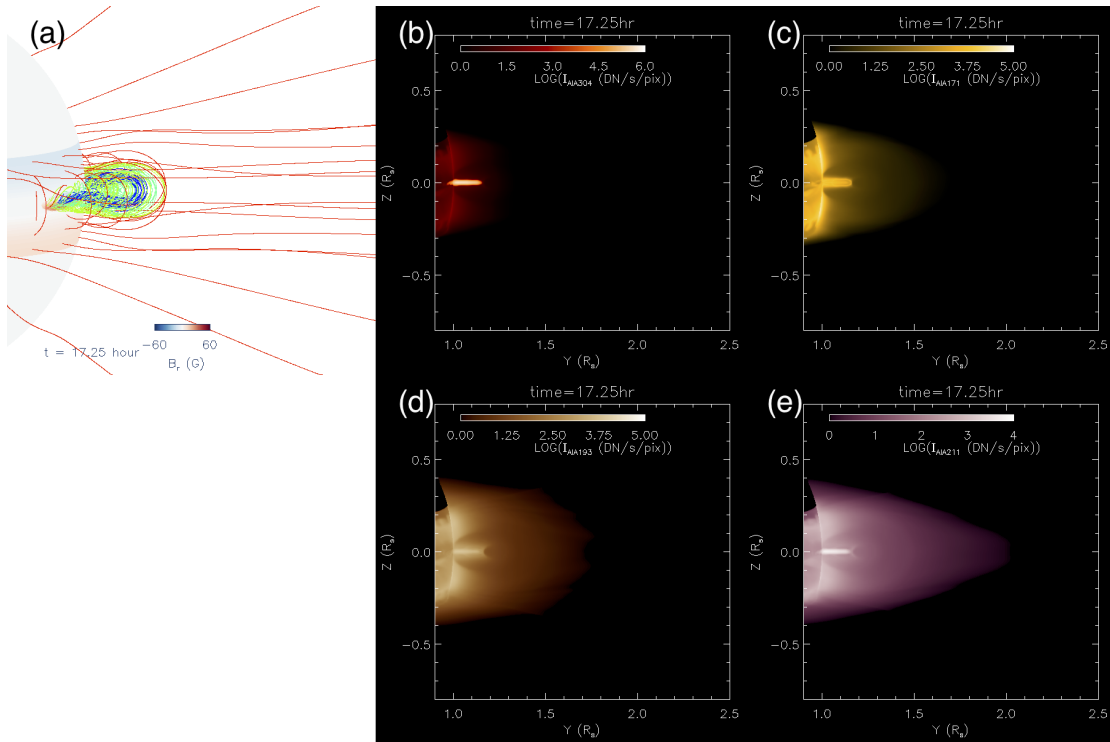 (a)
−60 60
t = 17.25 hour
B_r (G)
(b)
time=17.25hr
0.0 1.5 3.0 4.5 6.0
LOG(I_AIA304 (DN/s/pix))
0.5
0.0
−0.5
Z (R_s)
1.0 1.5 2.0 2.5
Y (R_s)
(c)
time=17.25hr
0.00 1.25 2.50 3.75 5.00
LOG(I_AIA171 (DN/s/pix))
0.5
0.0
−0.5
Z (R_s)
1.0 1.5 2.0 2.5
Y (R_s)
(d)
time=17.25hr
0.00 1.25 2.50 3.75 5.00
LOG(I_AIA193 (DN/s/pix))
0.5
0.0
−0.5
Z (R_s)
1.0 1.5 2.0 2.5
Y (R_s)
(e)
time=17.25hr
0 1 2 3 4
LOG(I_AIA211 (DN/s/pix))
0.5
0.0
−0.5
Z (R_s)
1.0 1.5 2.0 2.5
Y (R_s)